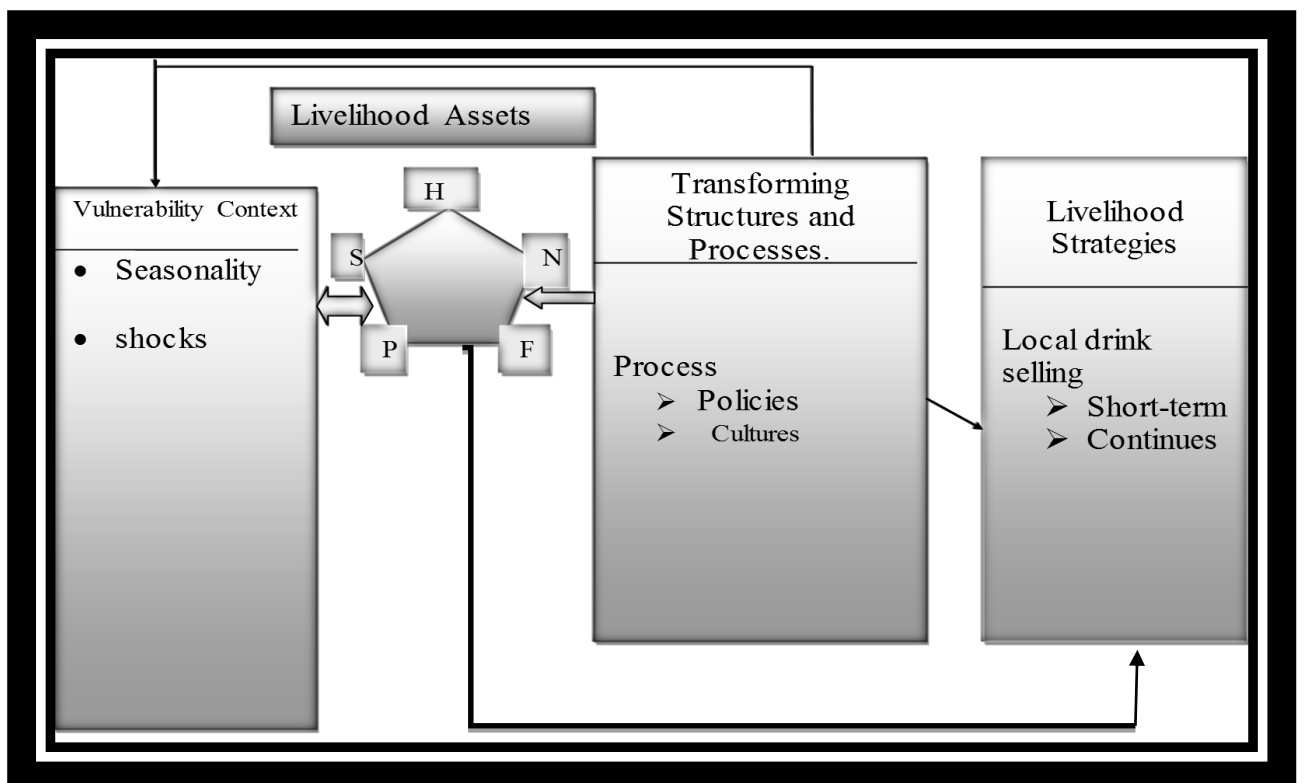 Livelihood Assets
Vulnerability Context
• Seasonality
• shocks
H
S
N
P
F
Transforming
Structures and
Processes.
Process
➢ Policies
➢ Cultures
Livelihood
Strategies
Local drink
selling
➢ Short-term
➢ Continues